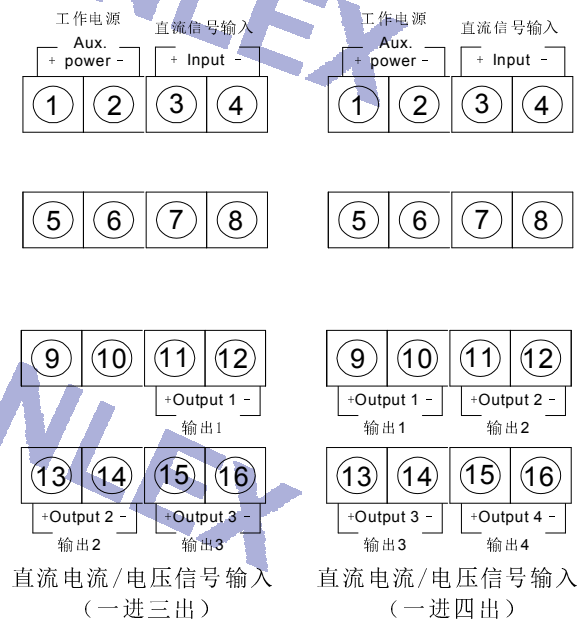 工作电源 直流信号输入 工作电源 直流信号输入
Aux. Aux.
+ power - + Input - + power - + Input -
1 2 3 4 1 2 3 4
5 6 7 8 5 6 7 8
9 10 11 12 9 10 11 12
+Output 1 - +Output 1 - +Output 2 -
输出1 输出1 输出2
13 14 15 16 13 14 15 16
+Output 2 - +Output 3 - +Output 3 - +Output 4 -
输出2 输出3 输出3 输出4
直流电流/电压信号输入 直流电流/电压信号输入
（一进三出） （一进四出）